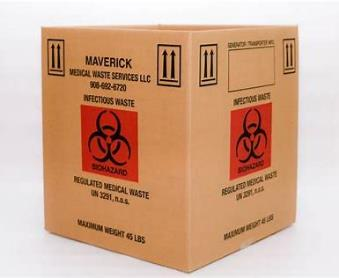 MAVERICK
MEDICAL WASTE SERVICES LLC
908-692-6720
INFECTIOUS WASTE
BIOHAZARD
REGULATED MEDICAL WASTE
UN 3291, n.o.s.
MAXIMUM WEIGHT 45 LBS
GENERATOR / TRANSPORTER INFO.
INFECTIOUS WASTE
BIOHAZARD
REGULATED MEDICAL WASTE
UN 3291, n.o.s.
MAXIMUM WEIGHT 45 LBS